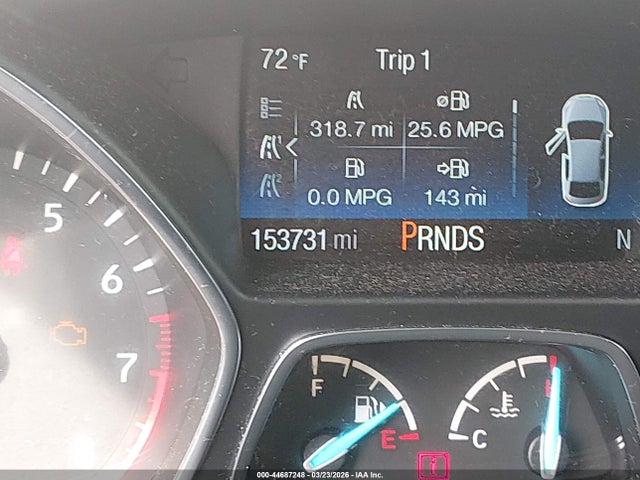 72°F Trip 1
318.7 mi 25.6 MPG
0.0 MPG 143 mi
153731 mi PRNDS N
5
6
7
F E C H
000-44687248 - 03/23/2026 - IAA Inc.